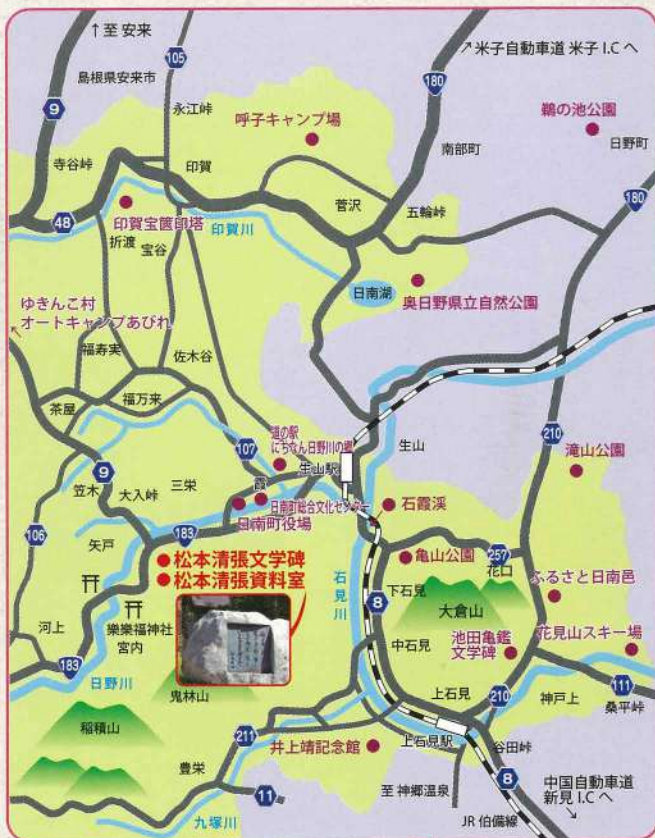 ↑至 安来
105
島根県安来市
9
永江峠
180
↗米子自動車道 米子I.Cへ
呼子キャンプ場
鵜の池公園
南部町
日野町
寺谷峠
印賀
180
菅沢
五輪峠
48
印賀宝篋印塔
印賀川
折渡
宝谷
日南湖
奥日野県立自然公園
ゆきんこ村
オートキャンプあびれ
福寿実
佐木谷
茶屋
福万来
107
道の駅
にちなん日野川の郷
生山駅
生山
210
滝山公園
9
笠木
大入峠
三栄
霞
日南町総合文化センター
日南町役場
石霞渓
106
矢戸
183
松本清張文学碑
松本清張資料室
石見川
亀山公園
257
花口
8
下石見
大倉山
ふるさと日南邑
河上
樂樂福神社
宮内
中石見
池田亀鑑
文学碑
花見山スキー場
183
日野川
鬼林山
上石見
210
神戸上
111
桑平峠
稲積山
211
井上靖記念館
上石見駅
谷田峠
豊栄
8
11
至 神郷温泉
中国自動車道
新見I.Cへ
九塚川
JR 伯備線